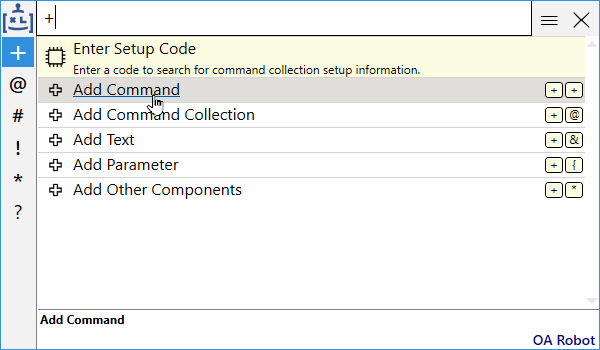 XL
+
+
Enter Setup Code
Enter a code to search for command collection setup information.
@
Add Command + +
#
Add Command Collection + @
!
Add Text + &
*
Add Parameter + {
?
Add Other Components + *
Add Command
OA Robot